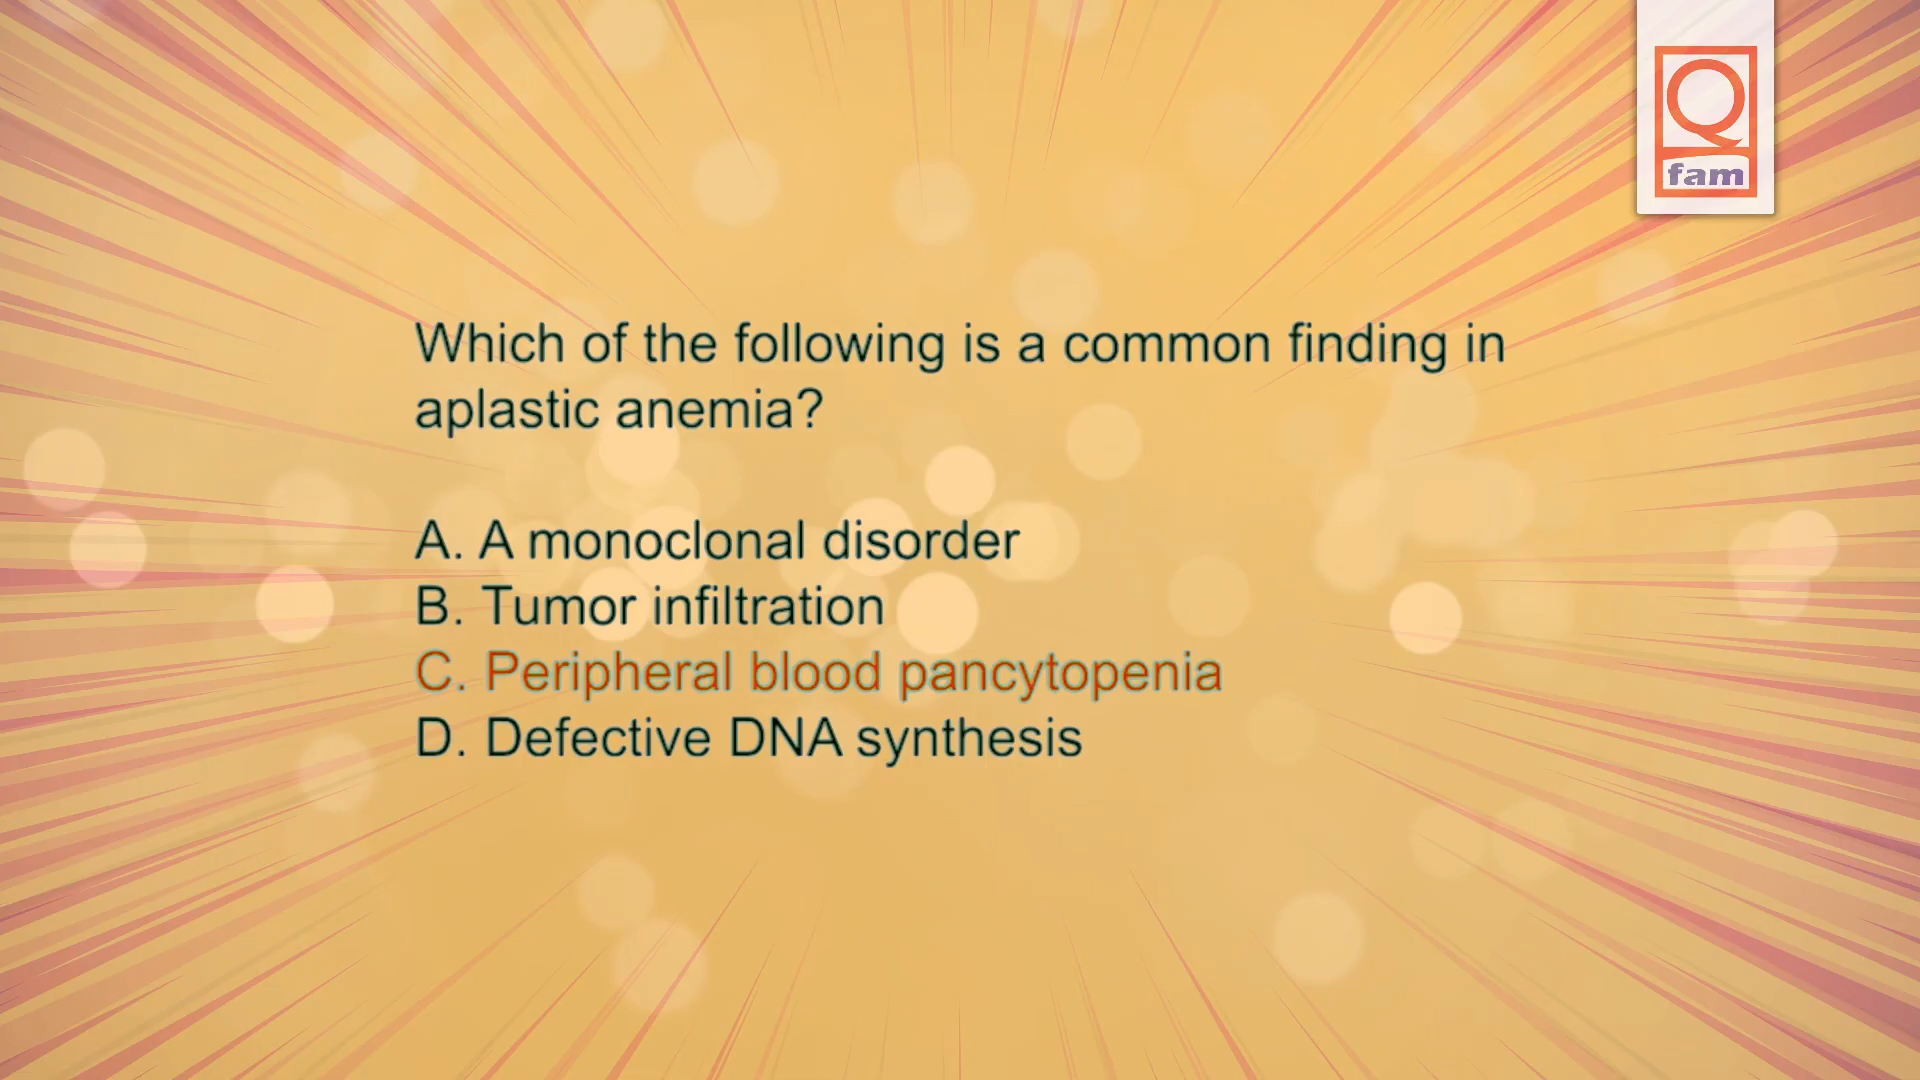 Q
fam
Which of the following is a common finding in
aplastic anemia?
A. A monoclonal disorder
B. Tumor infiltration
C. Peripheral blood pancytopenia
D. Defective DNA synthesis